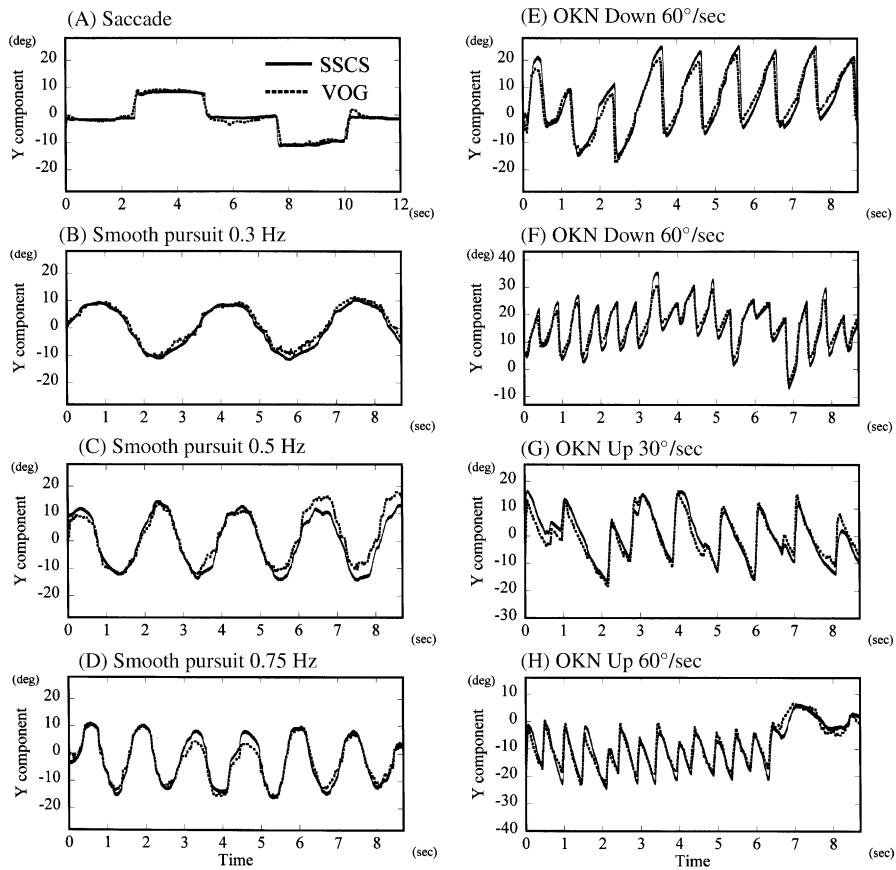 (A) Saccade
(deg)
20
10
0
-10
-20
Y component
SSCS
VOG
0 2 4 6 8 10 12
(sec)
(B) Smooth pursuit 0.3 Hz
(deg)
20
10
0
-10
-20
Y component
0 1 2 3 4 5 6 7 8
(sec)
(C) Smooth pursuit 0.5 Hz
(deg)
20
10
0
-10
-20
Y component
0 1 2 3 4 5 6 7 8
(sec)
(D) Smooth pursuit 0.75 Hz
(deg)
20
10
0
-10
-20
Y component
0 1 2 3 4 5 6 7 8
Time
(sec)
(E) OKN Down 60°/sec
(deg)
20
10
0
-10
-20
Y component
0 1 2 3 4 5 6 7 8
(sec)
(F) OKN Down 60°/sec
(deg)
40
30
20
10
0
-10
Y component
0 1 2 3 4 5 6 7 8
(sec)
(G) OKN Up 30°/sec
(deg)
20
10
0
-10
-20
-30
Y component
0 1 2 3 4 5 6 7 8
(sec)
(H) OKN Up 60°/sec
(deg)
10
0
-10
-20
-30
-40
Y component
0 1 2 3 4 5 6 7 8
Time
(sec)